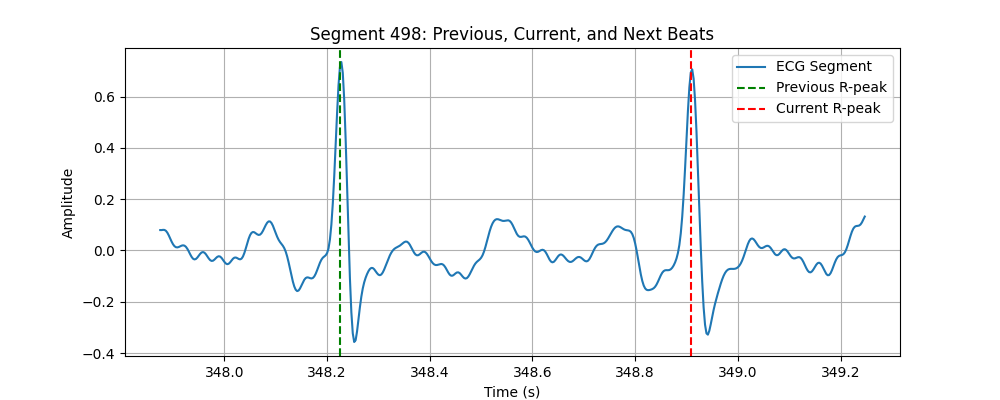 Segment 498: Previous, Current, and Next Beats
ECG Segment
Previous R-peak
Current R-peak
Amplitude
0.6
0.4
0.2
0.0
−0.2
−0.4
348.0 348.2 348.4 348.6 348.8 349.0 349.2
Time (s)